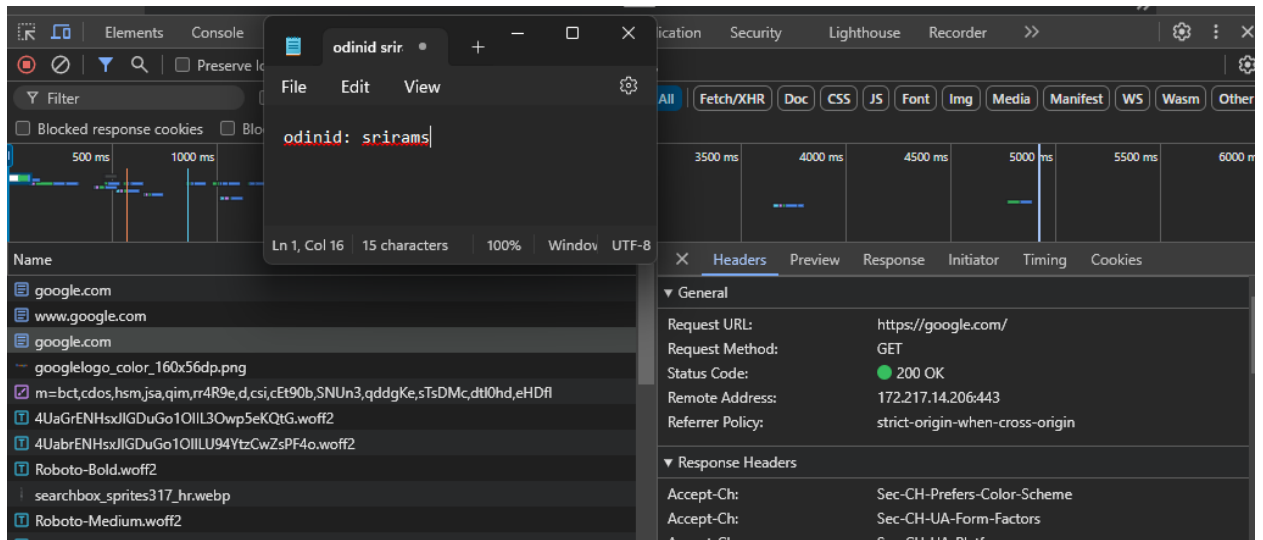 Elements Console
ication Security Lighthouse Recorder
odinid srir
Preserve lo
File Edit View
Filter
All Fetch/XHR Doc CSS JS Font Img Media Manifest WS Wasm Other
Blocked response cookies Blo
odinid: srirams
500 ms 1000 ms 3500 ms 4000 ms 4500 ms 5000 ms 5500 ms 6000 m
Ln 1, Col 16 15 characters 100% Window UTF-8
Name
Headers Preview Response Initiator Timing Cookies
google.com
www.google.com
google.com
googlelogo_color_160x56dp.png
m=bct,cdos,hsm,jsa,qim,rr4R9e,d,csi,cEt90b,SNUn3,qddgKe,sTsDMc,dtl0hd,eHDfl
4UaGrENHsxJlGDuGo1OIlL3Owp5eKQtG.woff2
4UabrENHsxJlGDuGo1OIlLU94YtzCwZsPF4o.woff2
Roboto-Bold.woff2
searchbox_sprites317_hr.webp
Roboto-Medium.woff2
General
Request URL: https://google.com/
Request Method: GET
Status Code: 200 OK
Remote Address: 172.217.14.206:443
Referrer Policy: strict-origin-when-cross-origin
Response Headers
Accept-Ch: Sec-CH-Prefers-Color-Scheme
Accept-Ch: Sec-CH-UA-Form-Factors